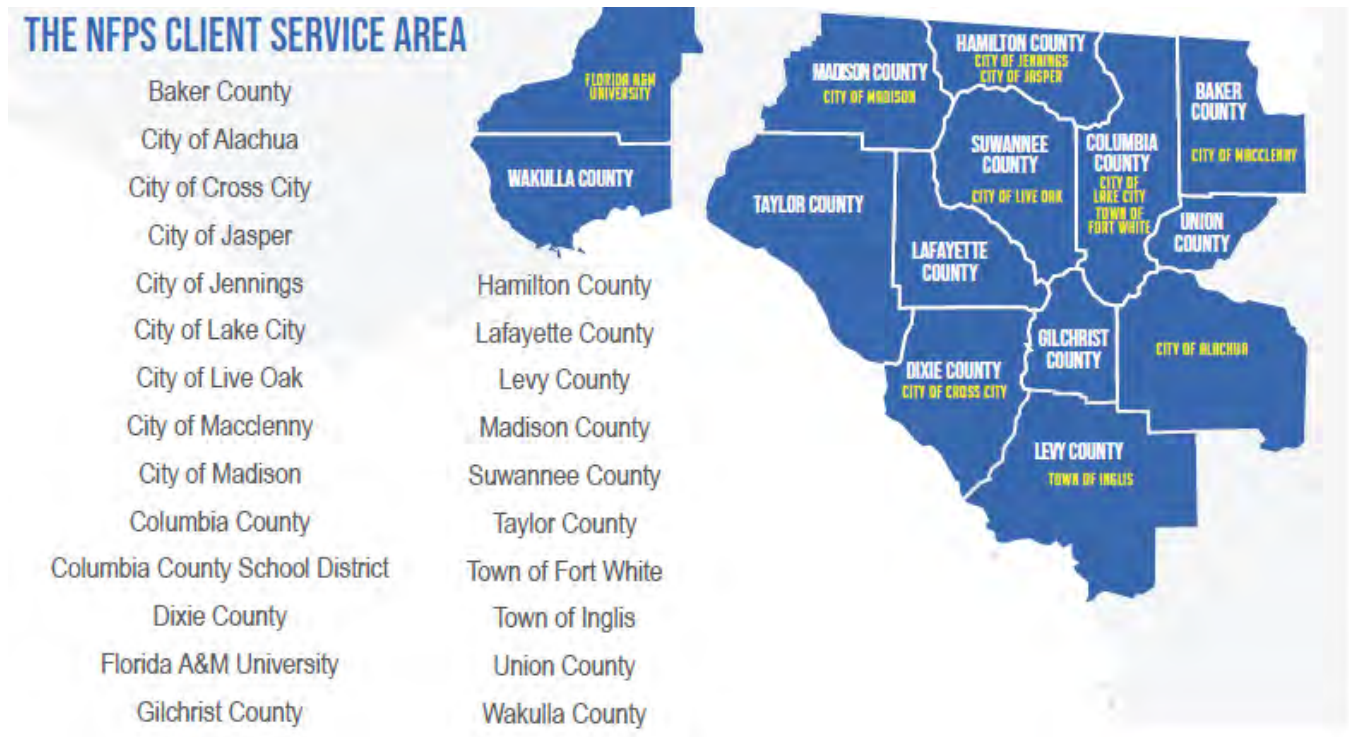 THE NFPS CLIENT SERVICE AREA
Baker County
City of Alachua
City of Cross City
City of Jasper
City of Jennings
City of Lake City
City of Live Oak
City of Macclenny
City of Madison
Columbia County
Columbia County School District
Dixie County
Florida A&M University
Gilchrist County
Hamilton County
Lafayette County
Levy County
Madison County
Suwannee County
Taylor County
Town of Fort White
Town of Inglis
Union County
Wakulla County
FLORIDA A&M
UNIVERSITY
WAKULLA COUNTY
MADISON COUNTY
CITY OF MADISON
HAMILTON COUNTY
CITY OF JENNINGS
CITY OF JASPER
BAKER
COUNTY
CITY OF MACCLENNY
SUWANNEE
COUNTY
CITY OF LIVE OAK
COLUMBIA
COUNTY
CITY OF
LAKE CITY
TOWN OF
FORT WHITE
TAYLOR COUNTY
UNION
COUNTY
LAFAYETTE
COUNTY
GILCHRIST
COUNTY
CITY OF ALACHUA
DIXIE COUNTY
CITY OF CROSS CITY
LEVY COUNTY
TOWN OF INGLIS